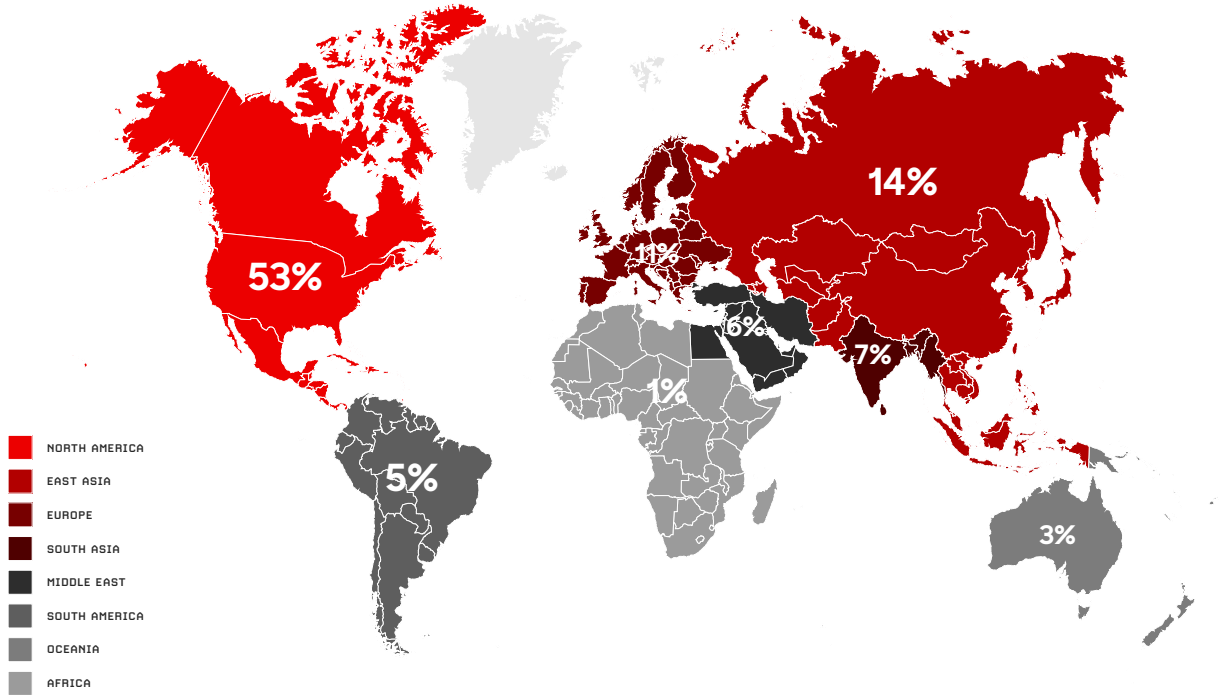 14%
11%
53%
6%
7%
1%
5%
3%
NORTH AMERICA
EAST ASIA
EUROPE
SOUTH ASIA
MIDDLE EAST
SOUTH AMERICA
OCEANIA
AFRICA